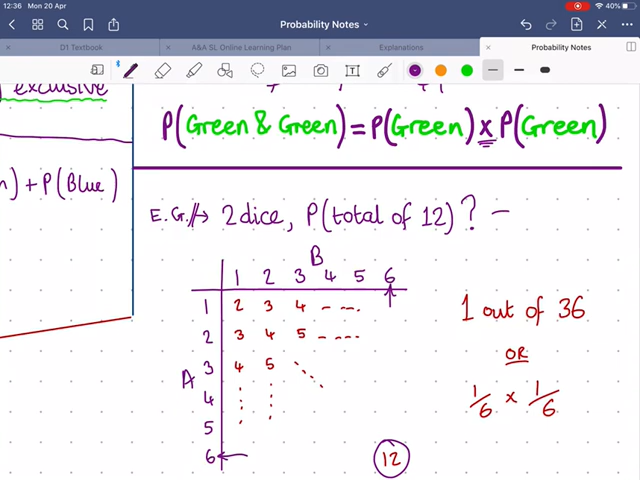 12:36 Mon 20 Apr
40%
Probability Notes
D1 Textbook
A&A SL Online Learning Plan
Explanations
Probability Notes
exclusive
P(Green & Green) = P(Green) x P(Green)
) + P(Blue)
E.G.// → 2 dice, P(total of 12)? –
B
1 2 3 4 5 6
1 2 3 4 – – – .
2 3 4 5 – – – –
3 4 5
A
4
5
6
12
1 out of 36
OR
1/6 x 1/6